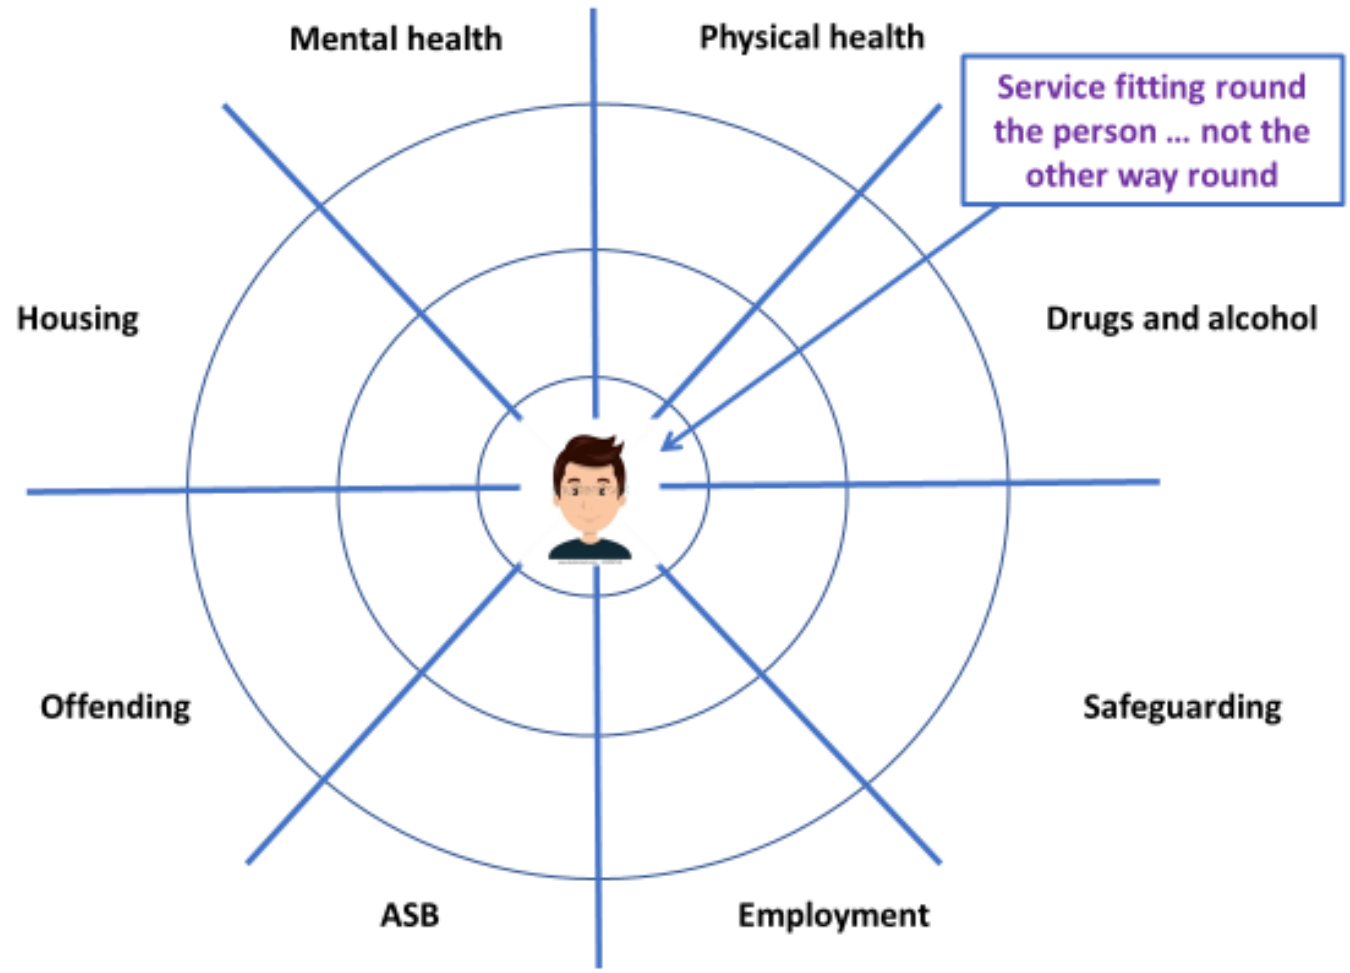 Mental health
Physical health
Service fitting round
the person ... not the
other way round
Housing
Drugs and alcohol
Offending
Safeguarding
ASB
Employment